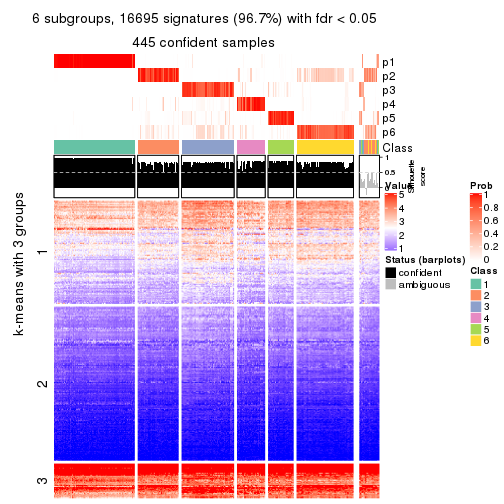 6 subgroups, 16695 signatures (96.7%) with fdr < 0.05
445 confident samples
p1
p2
p3
p4
p5
p6
Class
1
0.5
0
Silhouette
score
k-means with 3 groups
1
2
3
Value
5
4
3
2
1
Status (barplots)
confident
ambiguous
Prob
1
0.8
0.6
0.4
0.2
0
Class
1
2
3
4
5
6